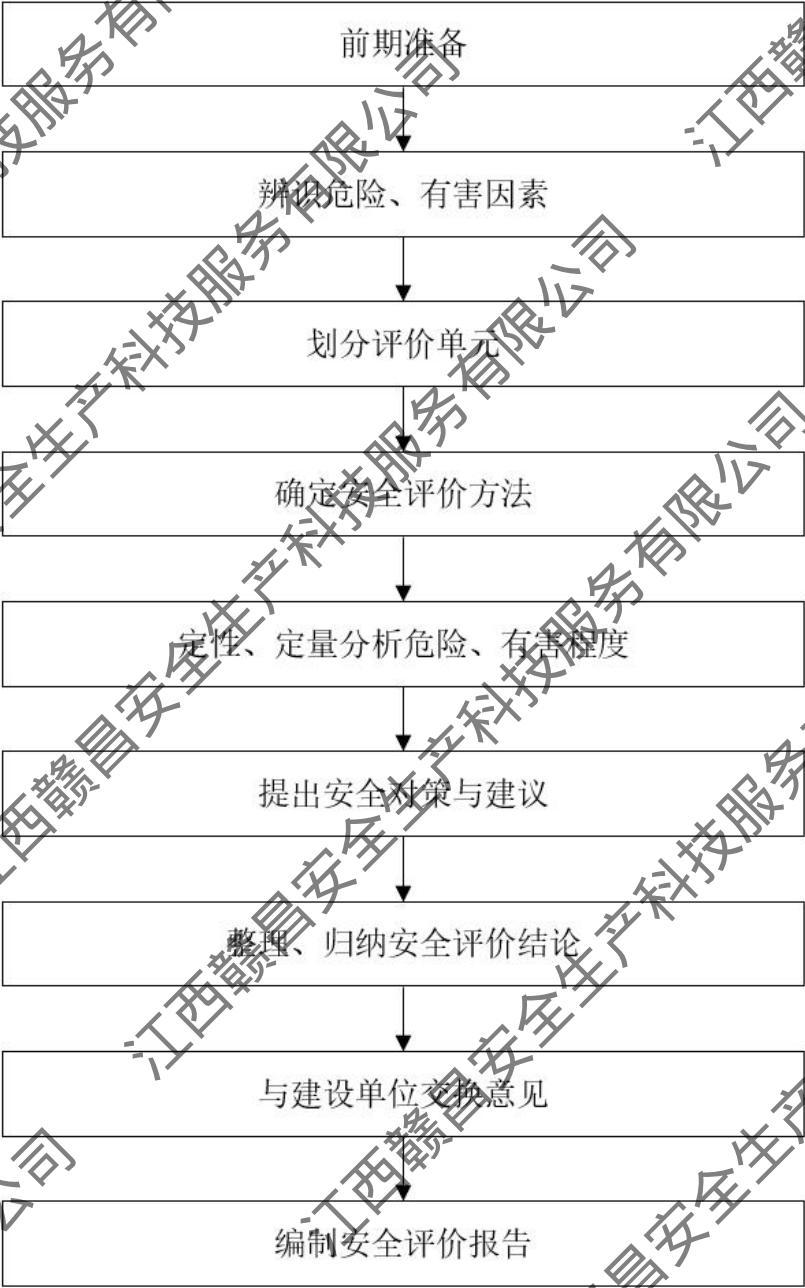 前期准备
辨识危险、有害因素
划分评价单元
确定安全评价方法
定性、定量分析危险、有害程度
提出安全对策与建议
整理、归纳安全评价结论
与建设单位交换意见
编制安全评价报告
江西赣昌安全生产科技服务有限公司